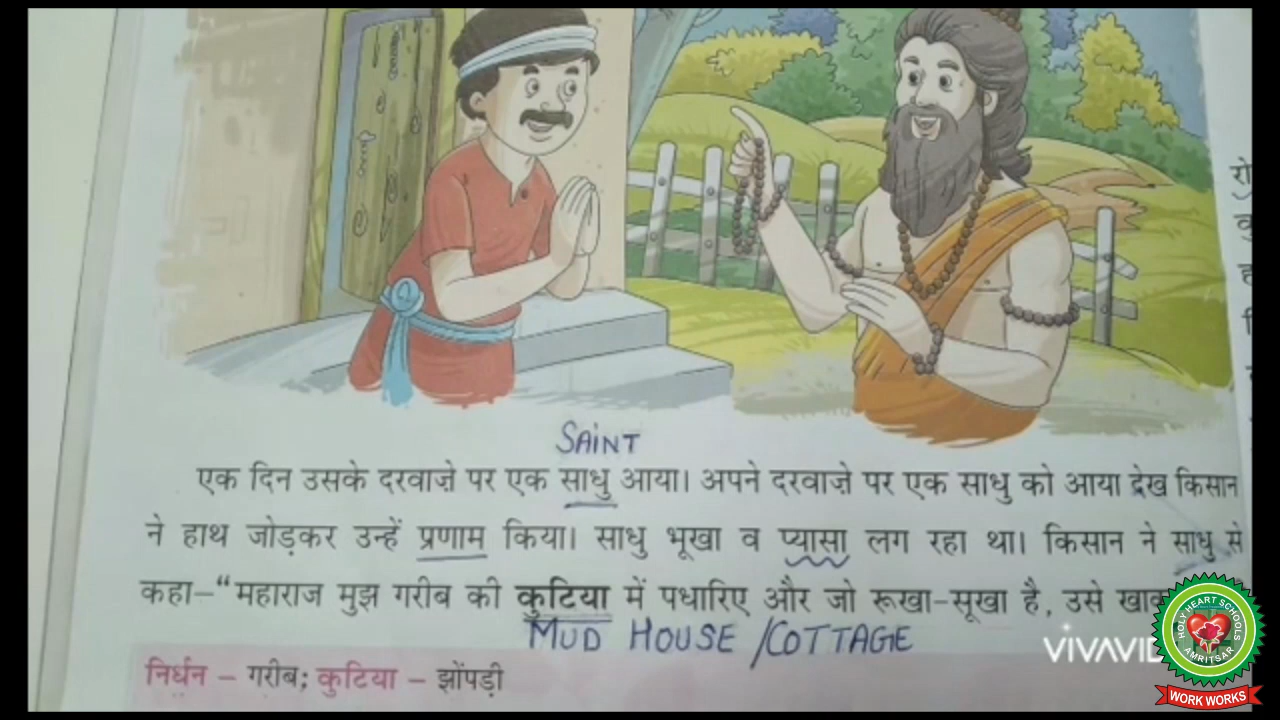 SAiNT
एक दिन उसके दरवाज़े पर एक साधु आया। अपने दरवाज़े पर एक साधु को आया देख किसान
ने हाथ जोड़कर उन्हें प्रणाम किया। साधु भूखा व प्यासा लग रहा था। किसान ने साधु से
कहा–“महाराज मुझ गरीब की कुटिया में पधारिए और जो रूखा-सूखा है, उसे
MUD HOUSE /COTTAGE
निर्धन – गरीब; कुटिया – झोंपड़ी
HOLY HEART SCHOOLS
AMRITSAR
WORK WORKS